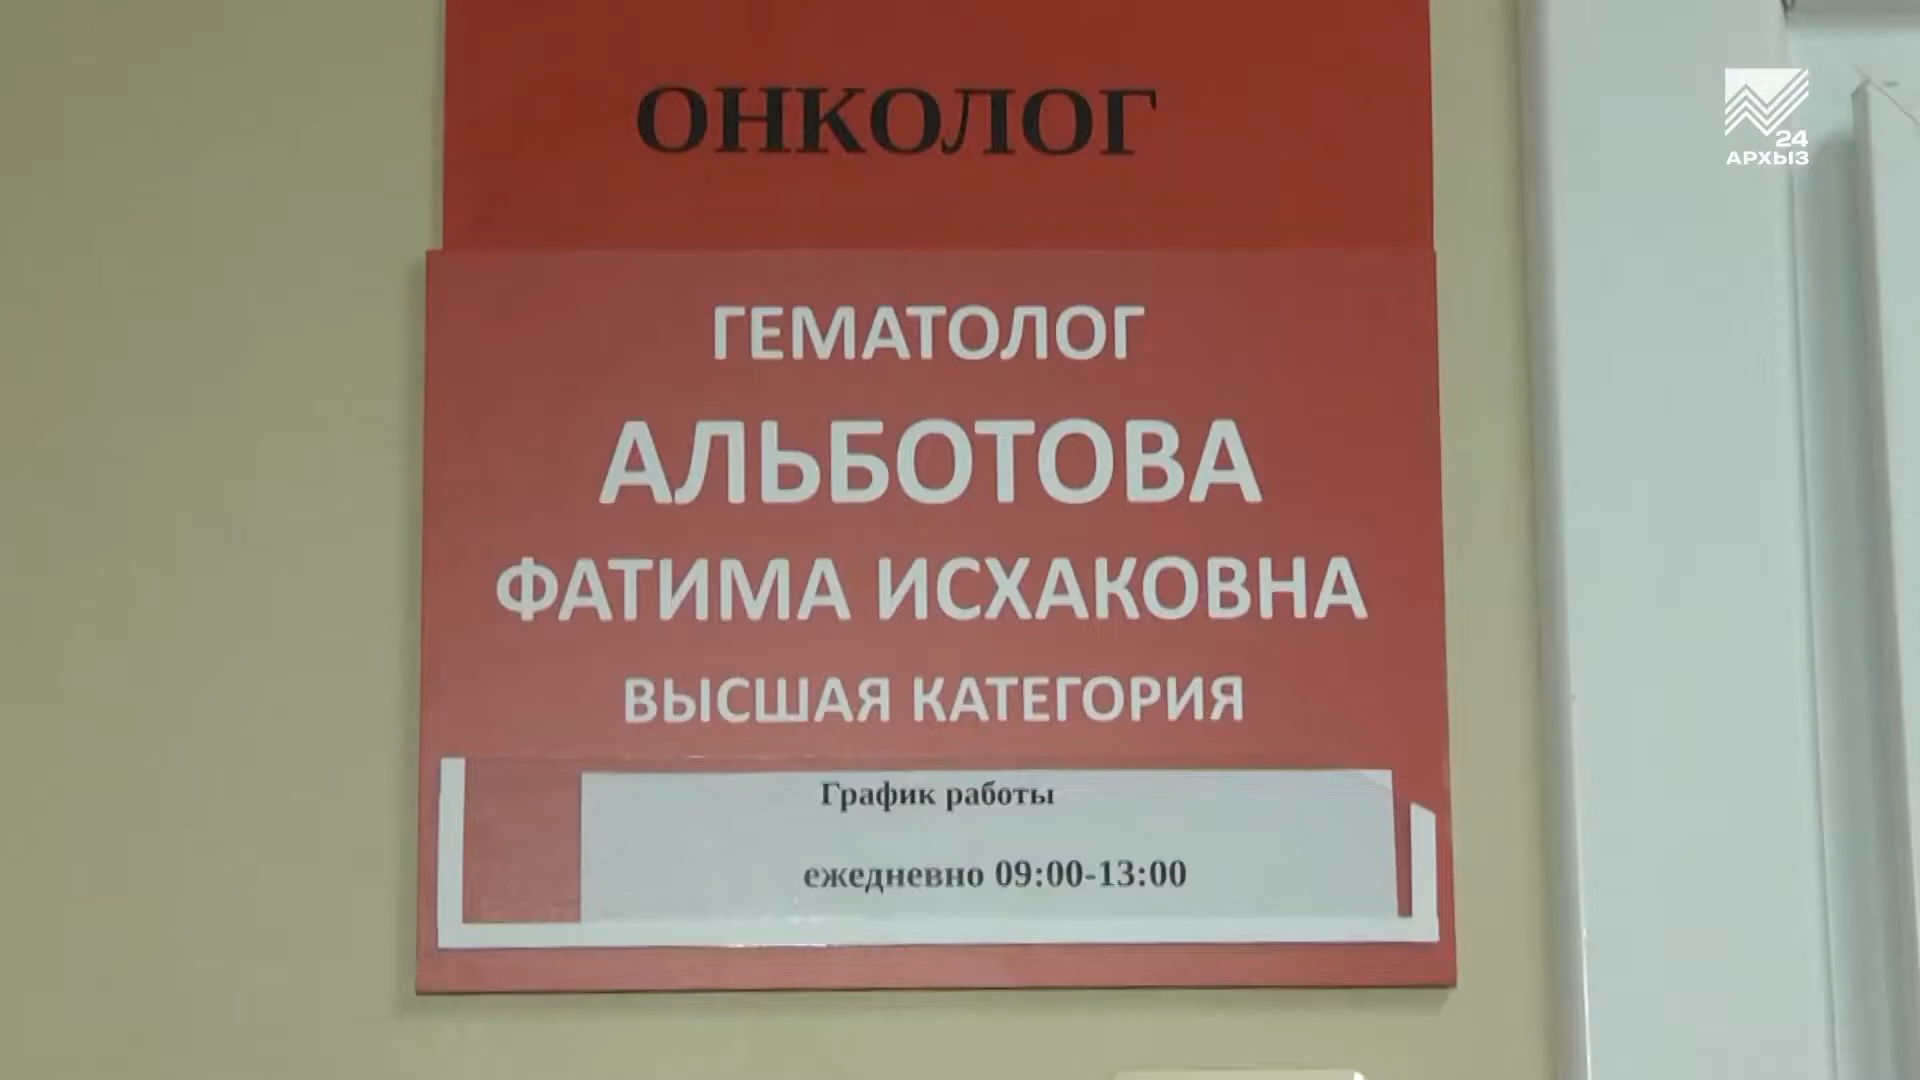 ОНКОЛОГ
24
АРХЫЗ
ГЕМАТОЛОГ
АЛЬБОТОВА
ФАТИМА ИСХАКОВНА
ВЫСШАЯ КАТЕГОРИЯ
График работы
ежедневно 09:00-13:00